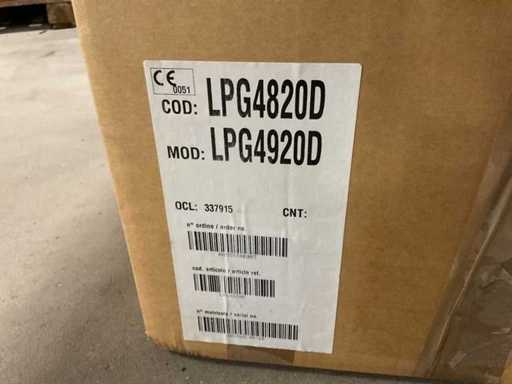 CE 0051
COD: LPG4820D
MOD: LPG4920D
OCL: 337915 CNT:
n° ordine / order no.
cod. articolo / article ref.
n° matricola / serial no.